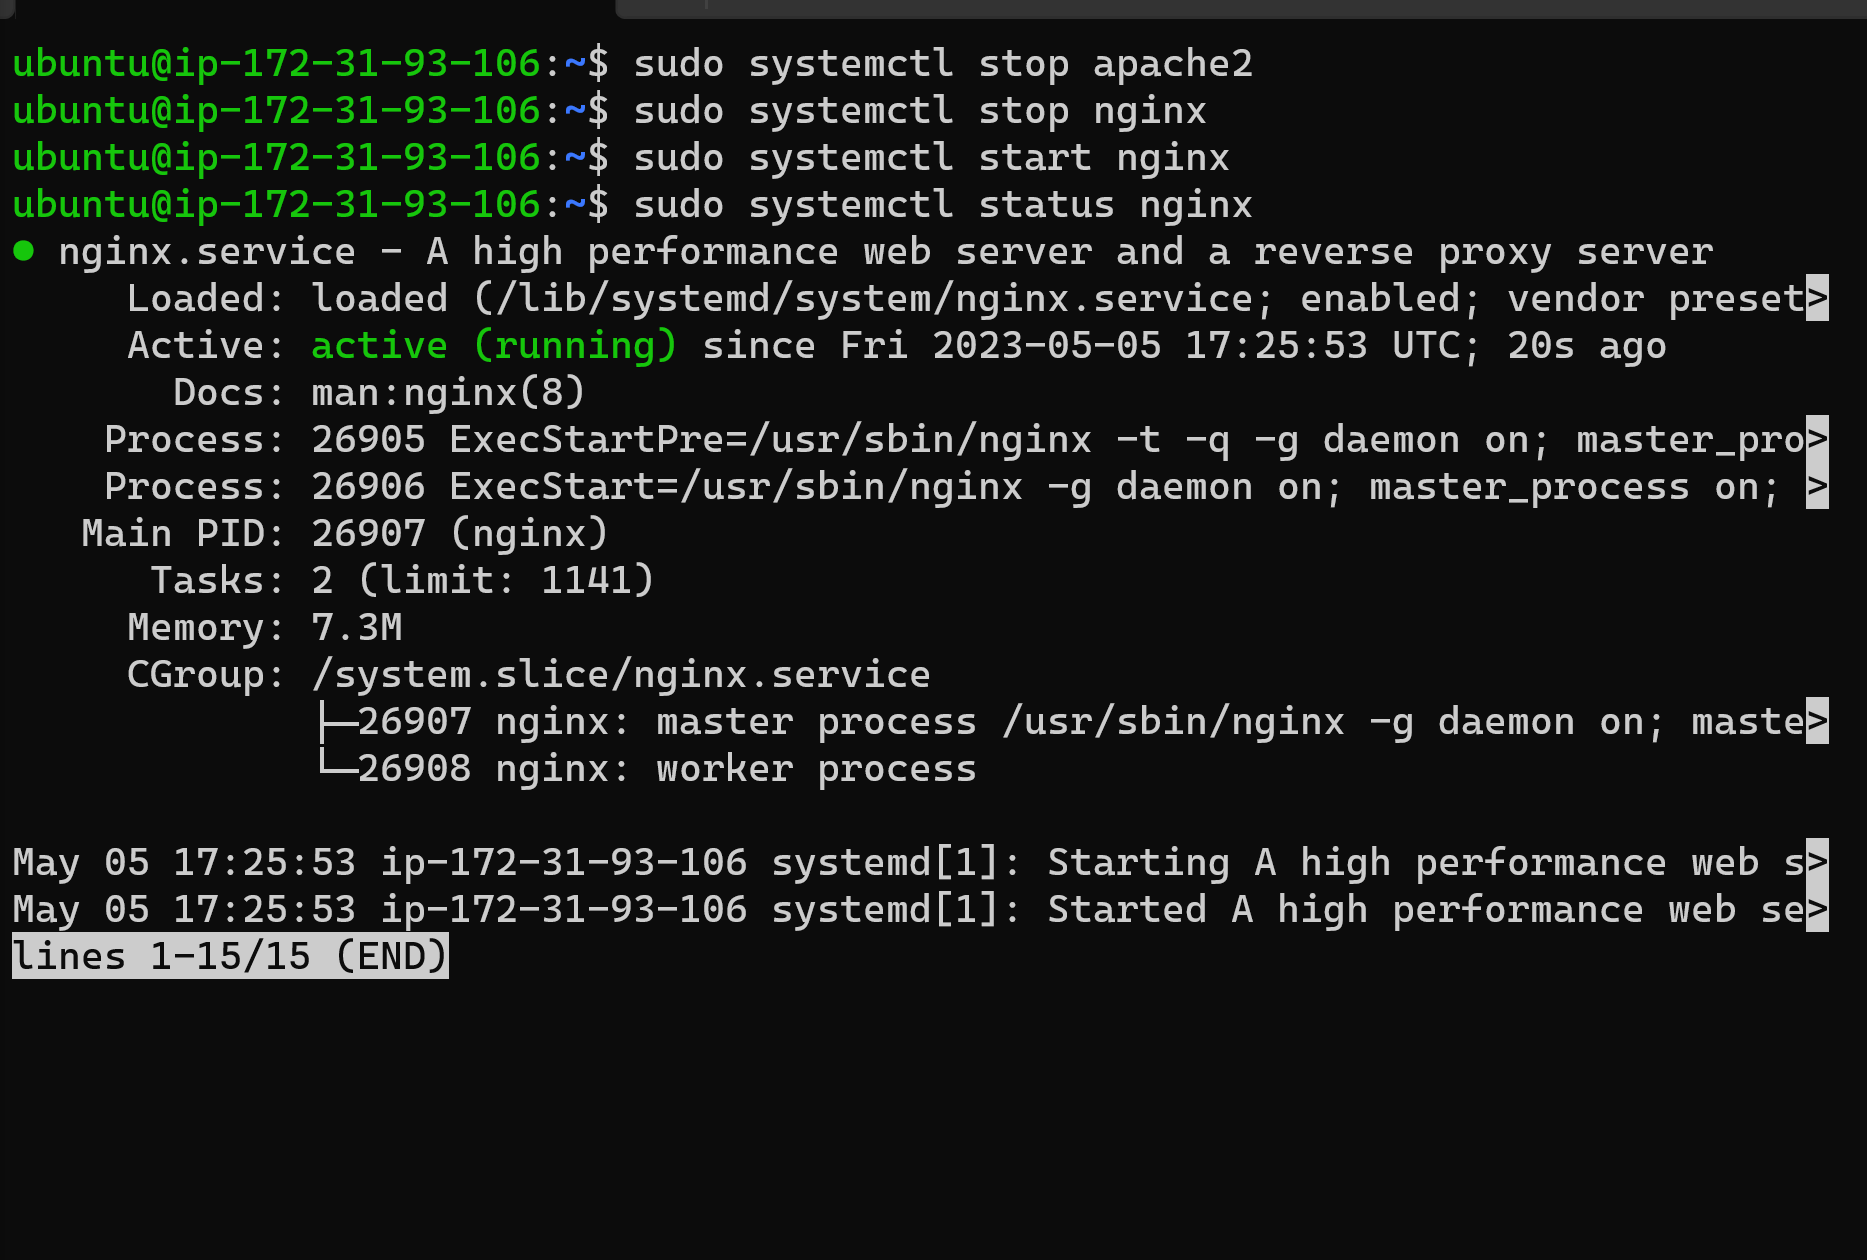 ubuntu@ip-172-31-93-106:~$ sudo systemctl stop apache2
ubuntu@ip-172-31-93-106:~$ sudo systemctl stop nginx
ubuntu@ip-172-31-93-106:~$ sudo systemctl start nginx
ubuntu@ip-172-31-93-106:~$ sudo systemctl status nginx
● nginx.service - A high performance web server and a reverse proxy server
     Loaded: loaded (/lib/systemd/system/nginx.service; enabled; vendor preset>
     Active: active (running) since Fri 2023-05-05 17:25:53 UTC; 20s ago
       Docs: man:nginx(8)
    Process: 26905 ExecStartPre=/usr/sbin/nginx -t -q -g daemon on; master_pro>
    Process: 26906 ExecStart=/usr/sbin/nginx -g daemon on; master_process on; >
   Main PID: 26907 (nginx)
      Tasks: 2 (limit: 1141)
     Memory: 7.3M
     CGroup: /system.slice/nginx.service
             ├─26907 nginx: master process /usr/sbin/nginx -g daemon on; maste>
             └─26908 nginx: worker process

May 05 17:25:53 ip-172-31-93-106 systemd[1]: Starting A high performance web s>
May 05 17:25:53 ip-172-31-93-106 systemd[1]: Started A high performance web se>
lines 1-15/15 (END)